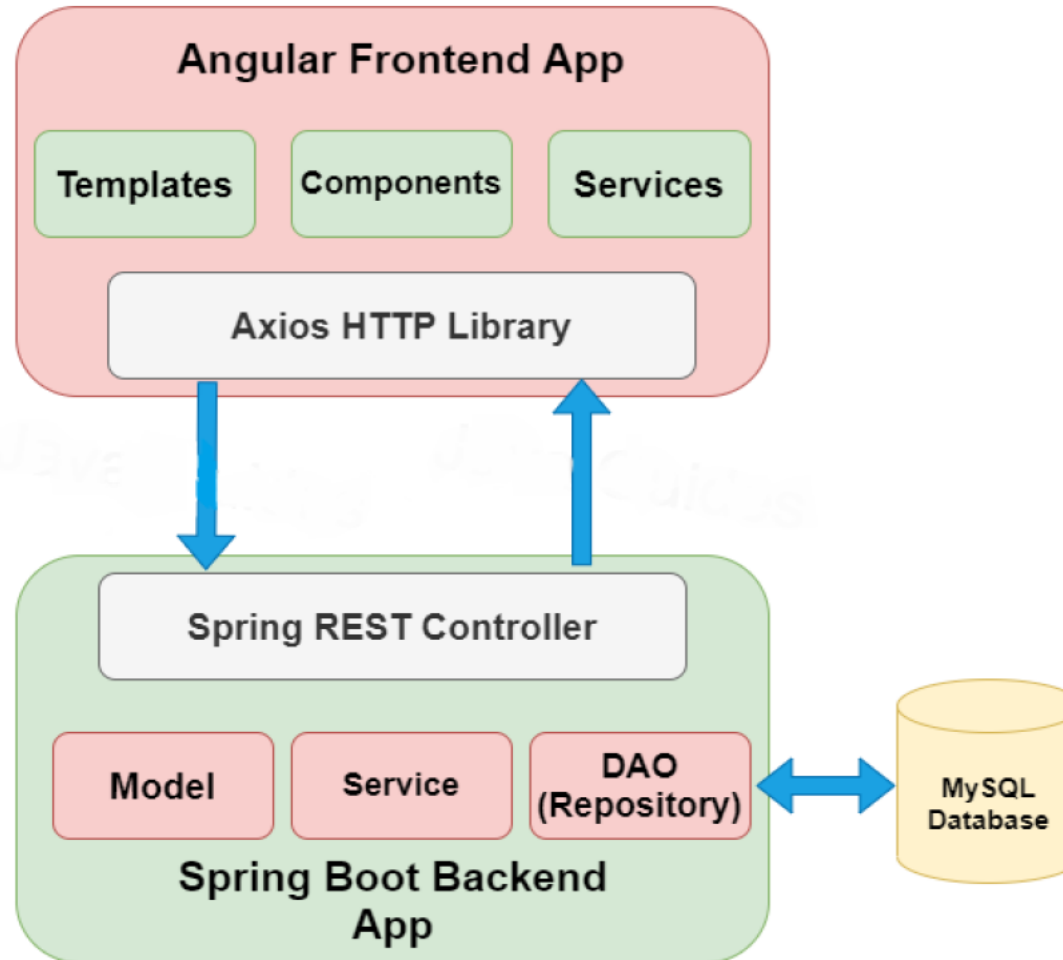 Angular Frontend App
Templates
Components
Services
Axios HTTP Library
Spring REST Controller
Model
Service
DAO
(Repository)
MySQL
Database
Spring Boot Backend
App